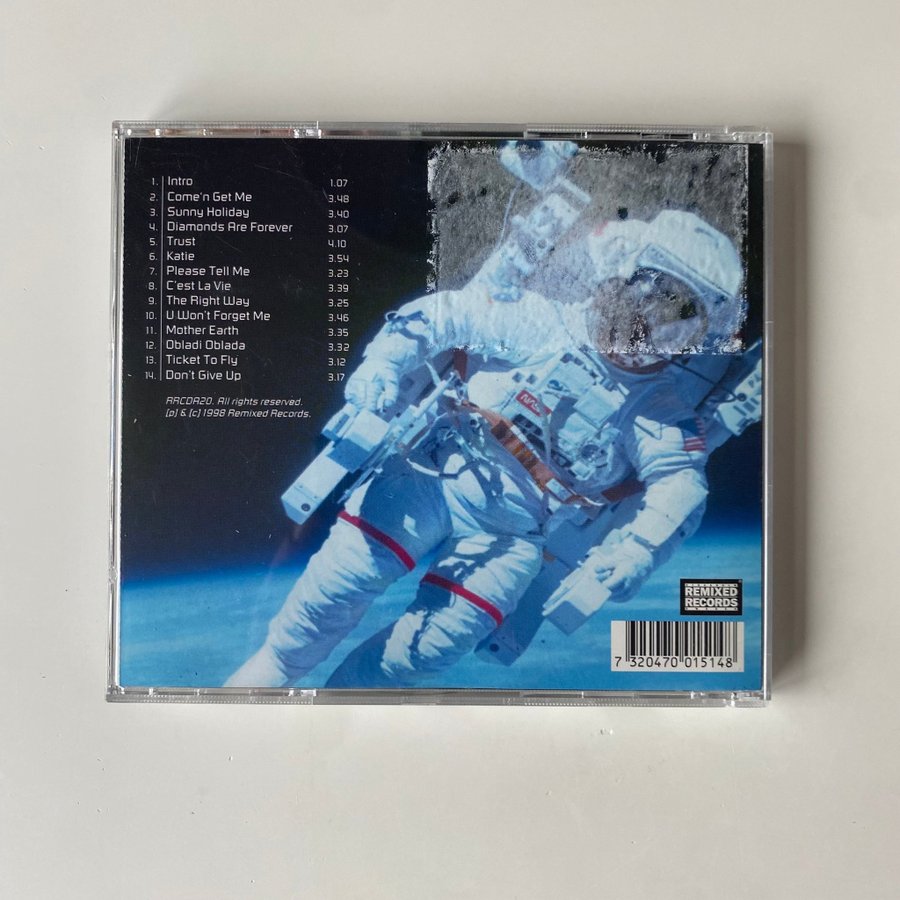 1. Intro 1.07
2. Come'n Get Me 3.48
3. Sunny Holiday 3.40
4. Diamonds Are Forever 3.07
5. Trust 4.10
6. Katie 3.54
7. Please Tell Me 3.23
8. C'est La Vie 3.39
9. The Right Way 3.25
10. U Won't Forget Me 3.46
11. Mother Earth 3.35
12. Obladi Oblada 3.32
13. Ticket To Fly 3.12
14. Don't Give Up 3.17
RRCDA20. All rights reserved.
(p) & (c) 1998 Remixed Records.
NASA
REMIXED
RECORDS
7 320470 015148